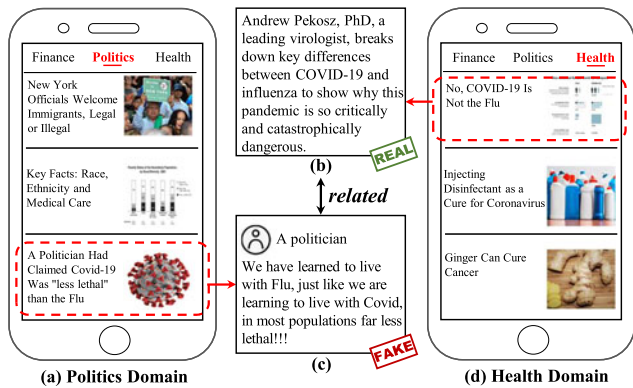 Finance Politics Health
New York
Officials Welcome
Immigrants, Legal
or Illegal
Key Facts: Race,
Ethnicity and
Medical Care
A Politician Had
Claimed Covid-19
Was "less lethal"
than the Flu
(a) Politics Domain
Andrew Pekosz, PhD, a
leading virologist, breaks
down key differences
between COVID-19 and
influenza to show why this
pandemic is so critically
and catastrophically
dangerous.
REAL
(b)
related
A politician
We have learned to live
with Flu, just like we are
learning to live with Covid,
in most populations far less
lethal!!!
FAKE
(c)
Finance Politics Health
No, COVID-19 Is
Not the Flu
Injecting
Disinfectant as a
Cure for Coronavirus
Ginger Can Cure
Cancer
(d) Health Domain